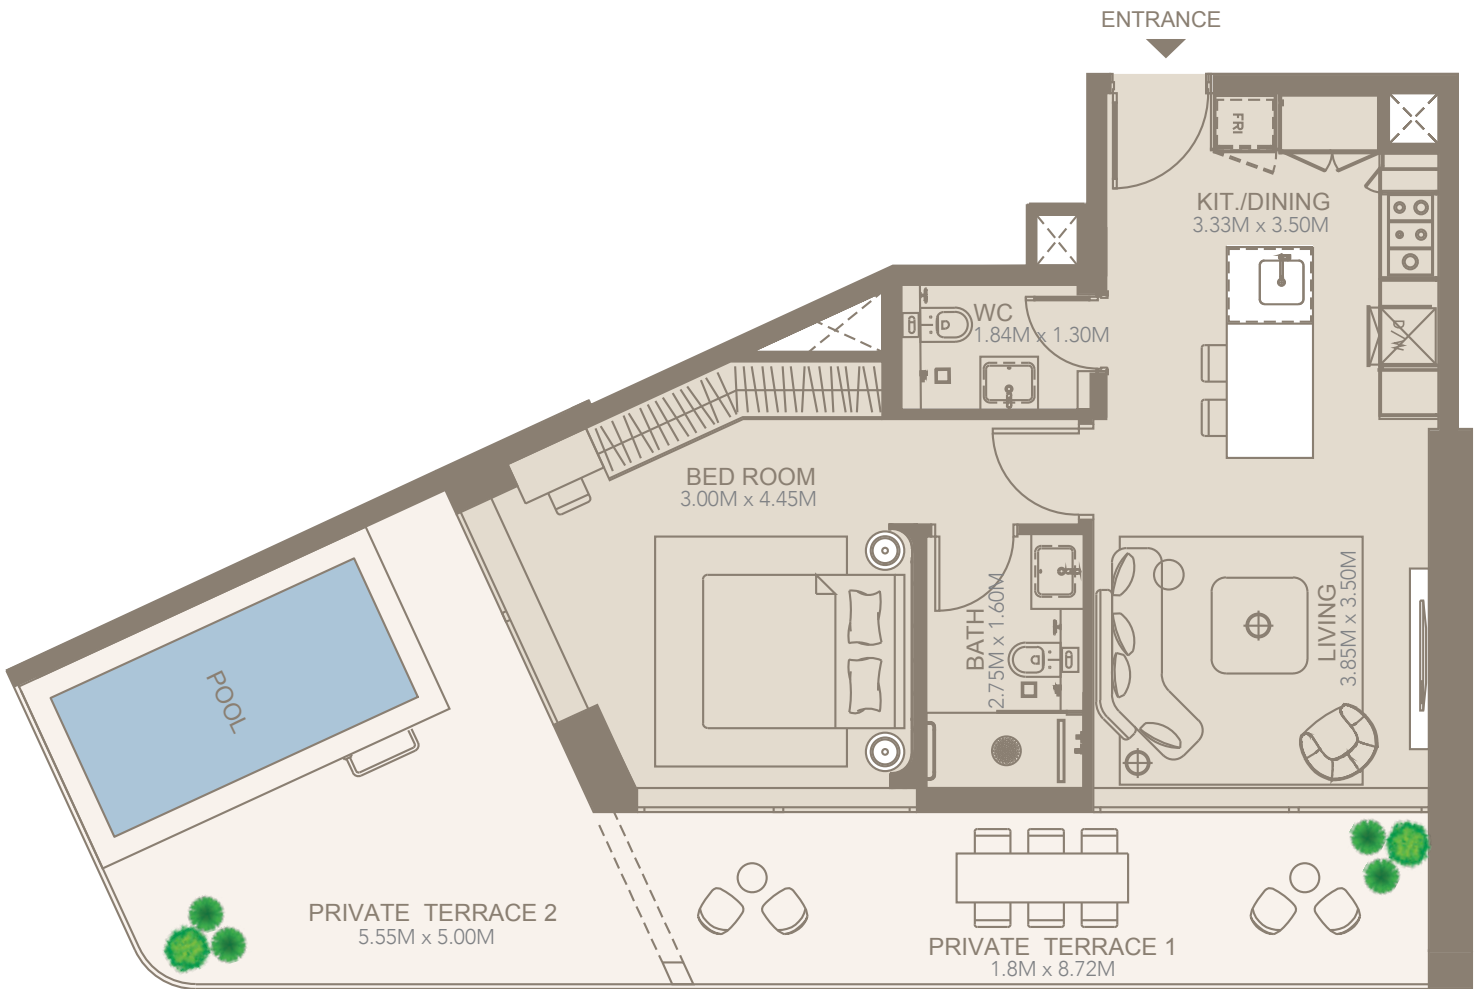 ENTRANCE
FRI
KIT./DINING
3.33M x 3.50M
WC
1.84M x 1.30M
D/W
BED ROOM
3.00M x 4.45M
BATH
2.75M x 1.60M
LIVING
3.85M x 3.50M
POOL
PRIVATE TERRACE 2
5.55M x 5.00M
PRIVATE TERRACE 1
1.8M x 8.72M